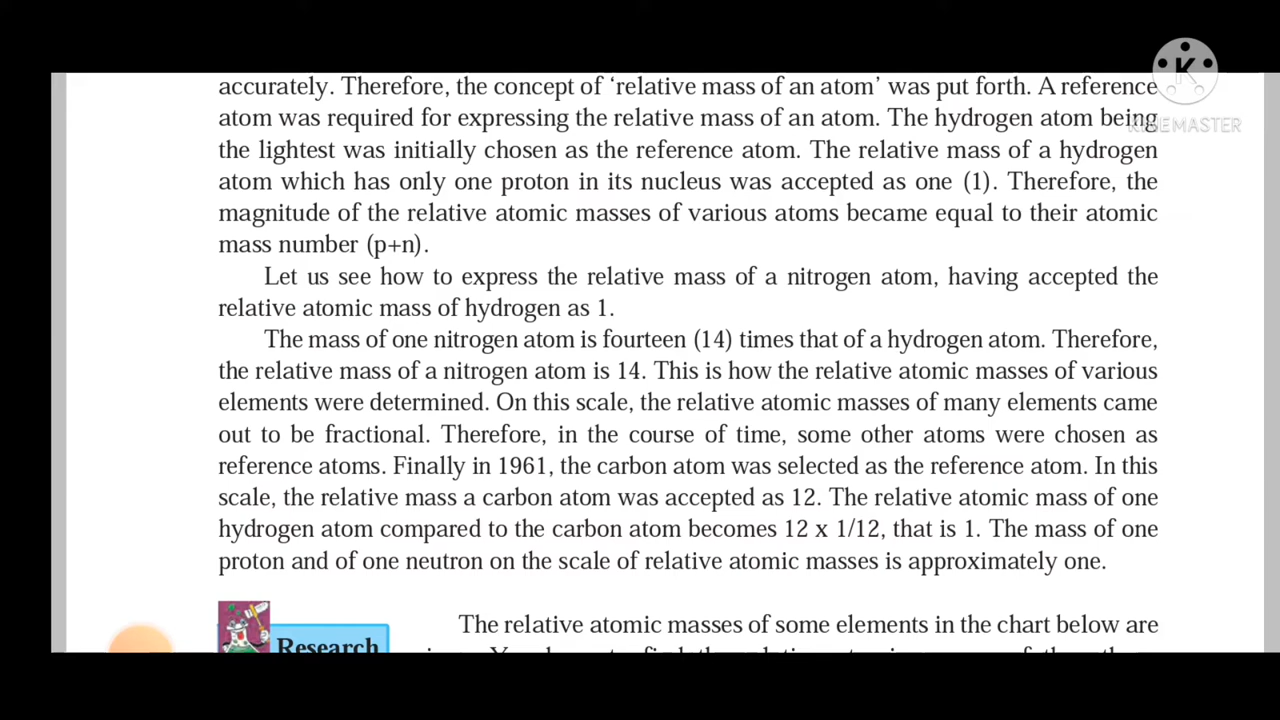 accurately. Therefore, the concept of ‘relative mass of an atom’ was put forth. A reference
atom was required for expressing the relative mass of an atom. The hydrogen atom being
the lightest was initially chosen as the reference atom. The relative mass of a hydrogen
atom which has only one proton in its nucleus was accepted as one (1). Therefore, the
magnitude of the relative atomic masses of various atoms became equal to their atomic
mass number (p+n).
Let us see how to express the relative mass of a nitrogen atom, having accepted the
relative atomic mass of hydrogen as 1.
The mass of one nitrogen atom is fourteen (14) times that of a hydrogen atom. Therefore,
the relative mass of a nitrogen atom is 14. This is how the relative atomic masses of various
elements were determined. On this scale, the relative atomic masses of many elements came
out to be fractional. Therefore, in the course of time, some other atoms were chosen as
reference atoms. Finally in 1961, the carbon atom was selected as the reference atom. In this
scale, the relative mass a carbon atom was accepted as 12. The relative atomic mass of one
hydrogen atom compared to the carbon atom becomes 12 x 1/12, that is 1. The mass of one
proton and of one neutron on the scale of relative atomic masses is approximately one.
The relative atomic masses of some elements in the chart below are
Research
K
KINEMASTER